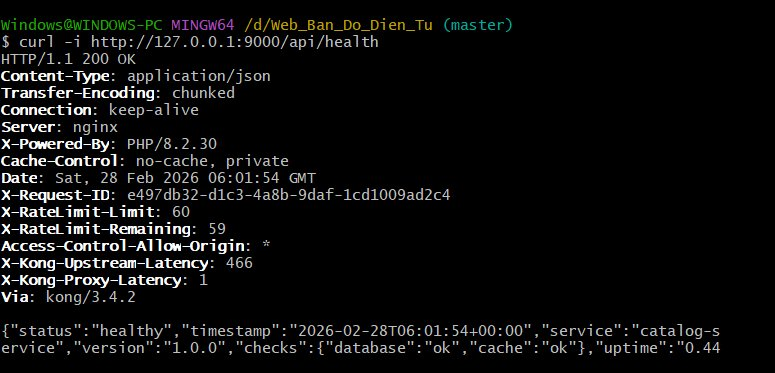 Windows@WINDOWS-PC MINGW64 /d/Web_Ban_Do_Dien_Tu (master)
$ curl -i http://127.0.0.1:9000/api/health
HTTP/1.1 200 OK
Content-Type: application/json
Transfer-Encoding: chunked
Connection: keep-alive
Server: nginx
X-Powered-By: PHP/8.2.30
Cache-Control: no-cache, private
Date: Sat, 28 Feb 2026 06:01:54 GMT
X-Request-ID: e497db32-d1c3-4a8b-9daf-1cd1009ad2c4
X-RateLimit-Limit: 60
X-RateLimit-Remaining: 59
Access-Control-Allow-Origin: *
X-Kong-Upstream-Latency: 466
X-Kong-Proxy-Latency: 1
Via: kong/3.4.2
{"status":"healthy","timestamp":"2026-02-28T06:01:54+00:00","service":"catalog-s
ervice","version":"1.0.0","checks":{"database":"ok","cache":"ok"},"uptime":"0.44